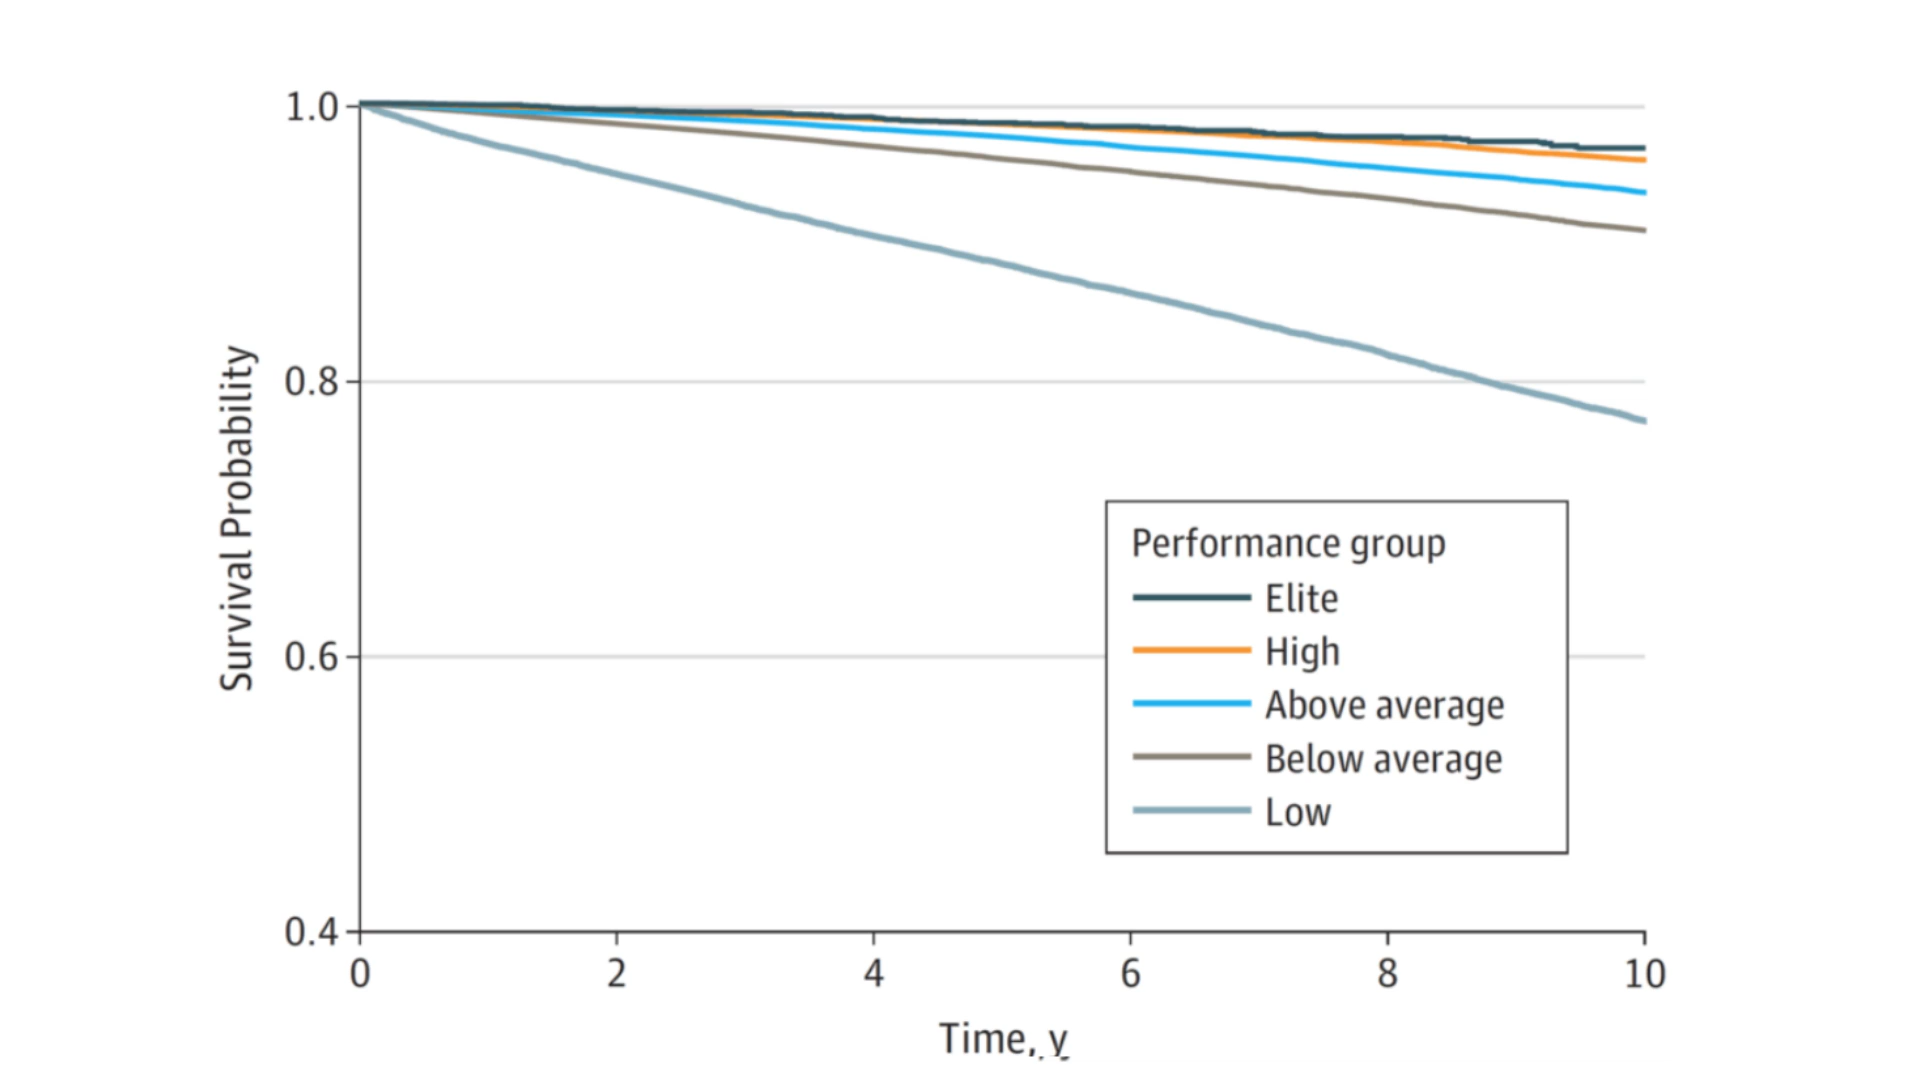 1.0
0.8
0.6
0.4
Survival Probability
Performance group
Elite
High
Above average
Below average
Low
0 2 4 6 8 10
Time, y